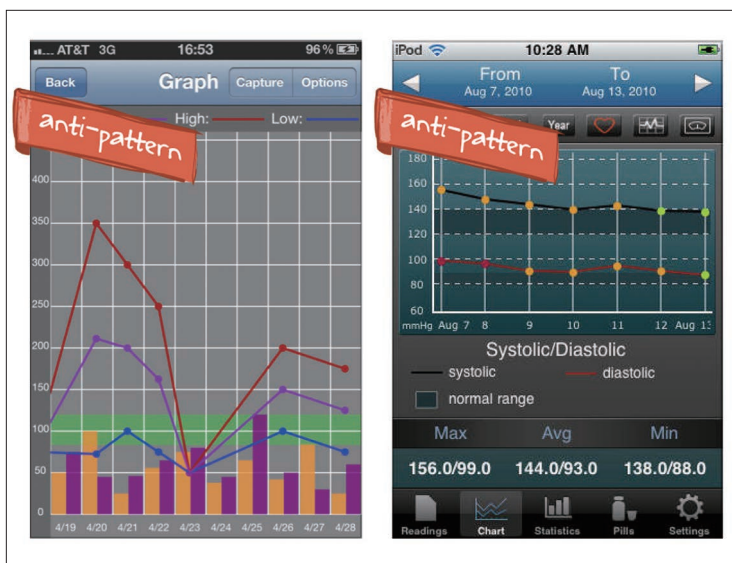 AT&T 3G 16:53 96%
Back Graph Capture Options
anti-pattern
High: Low:
400
350
300
250
200
150
100
50
0
4/19 4/20 4/21 4/22 4/23 4/24 4/25 4/26 4/27 4/28
iPod 10:28 AM
From To
Aug 7, 2010 Aug 13, 2010
anti-pattern
Year
180
160
140
120
100
80
60
mmHg Aug 7 8 9 10 11 12 Aug 13
Systolic/Diastolic
systolic diastolic
normal range
Max Avg Min
156.0/99.0 144.0/93.0 138.0/88.0
Readings Chart Statistics Pills Settings